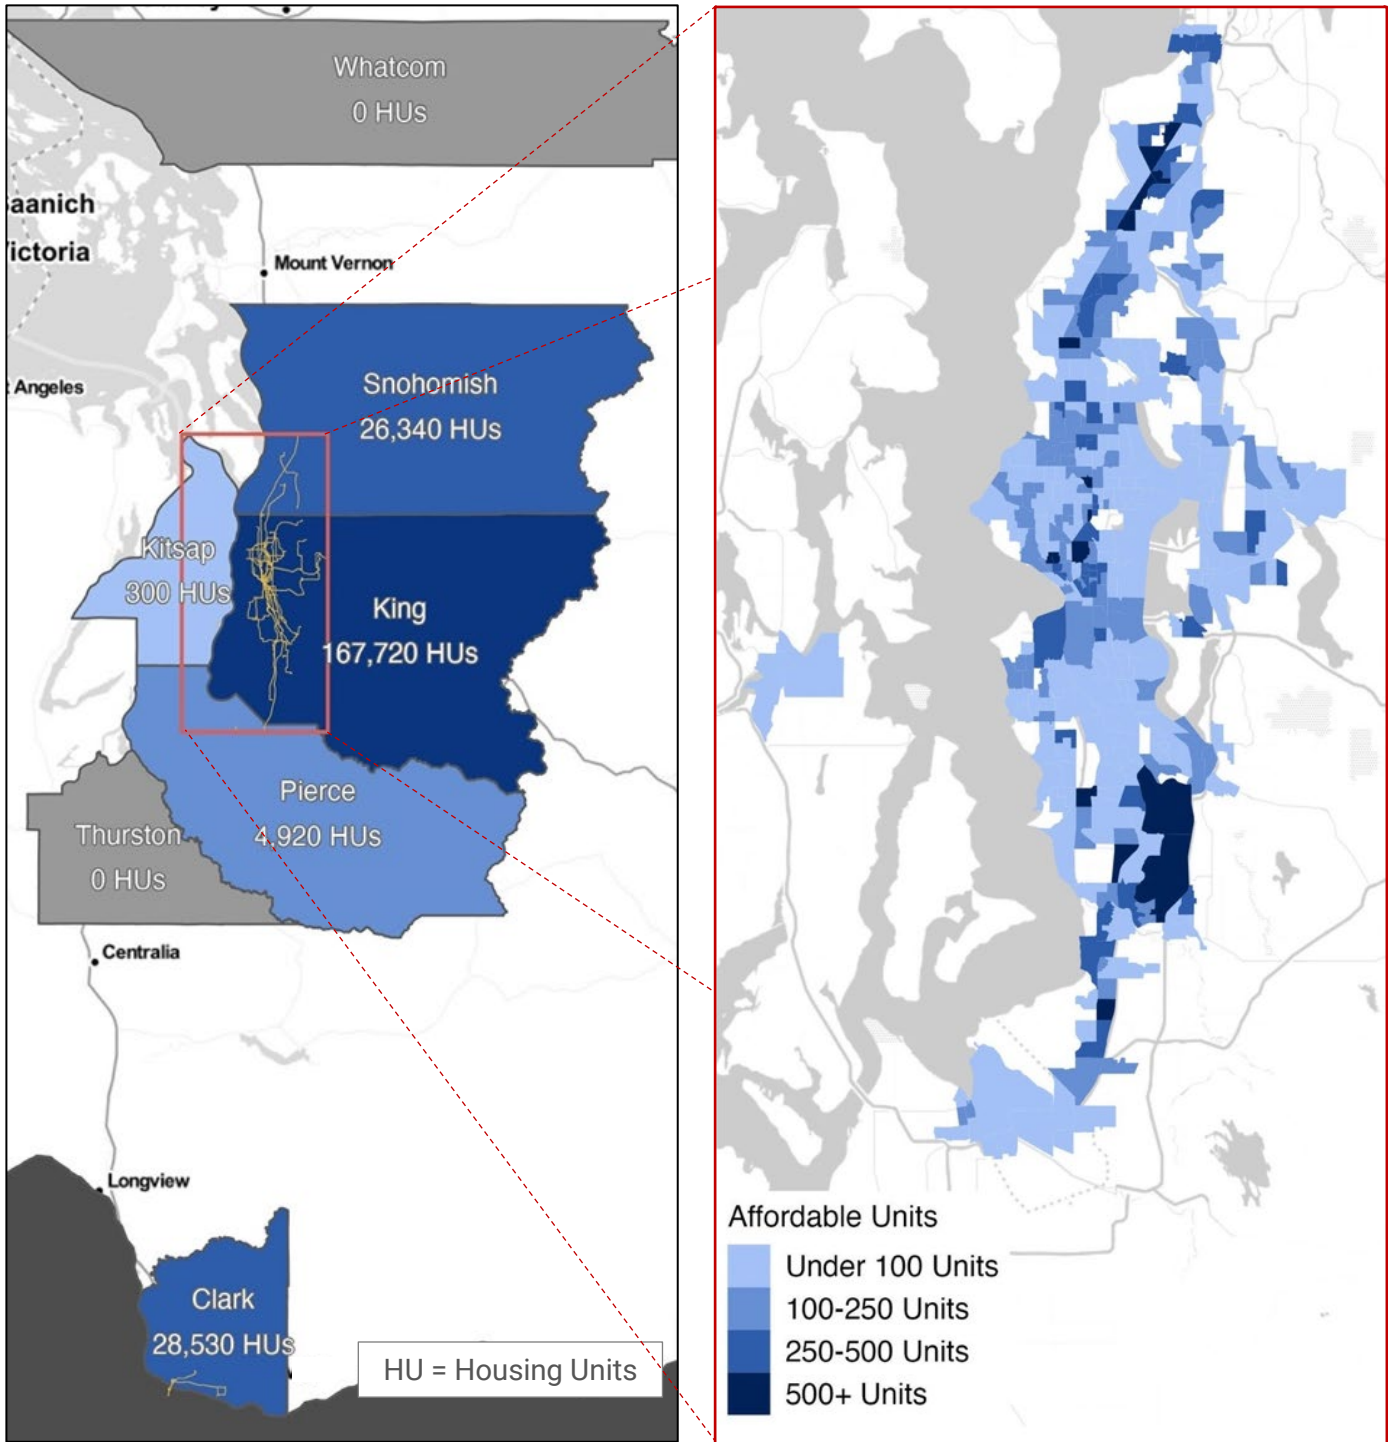 Whatcom
0 HUs
aanich
ictoria
Mount Vernon
Angeles
Snohomish
26,340 HUs
Kitsap
300 HUs
King
167,720 HUs
Pierce
4,920 HUs
Thurston
0 HUs
Centralia
Longview
Clark
28,530 HUs
HU = Housing Units
Affordable Units
Under 100 Units
100-250 Units
250-500 Units
500+ Units